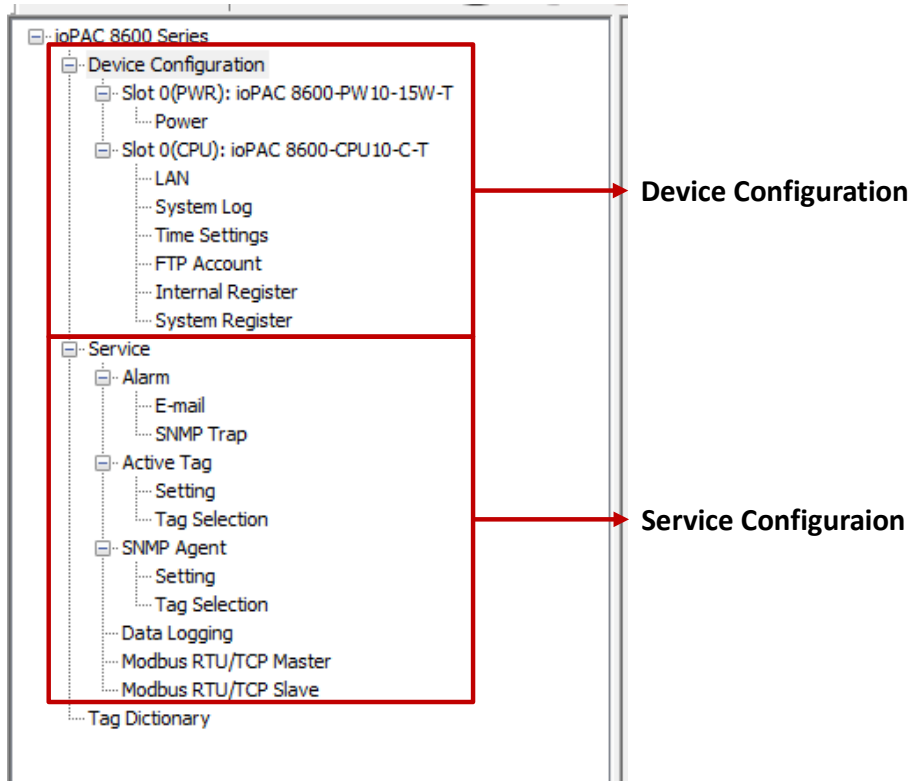 ioPAC 8600 Series
Device Configuration
Slot 0(PWR): ioPAC 8600-PW10-15W-T
Power
Slot 0(CPU): ioPAC 8600-CPU10-C-T
LAN
System Log
Time Settings
FTP Account
Internal Register
System Register
Service
Alarm
E-mail
SNMP Trap
Active Tag
Setting
Tag Selection
SNMP Agent
Setting
Tag Selection
Data Logging
Modbus RTU/TCP Master
Modbus RTU/TCP Slave
Tag Dictionary
Device Configuration
Service Configuraion